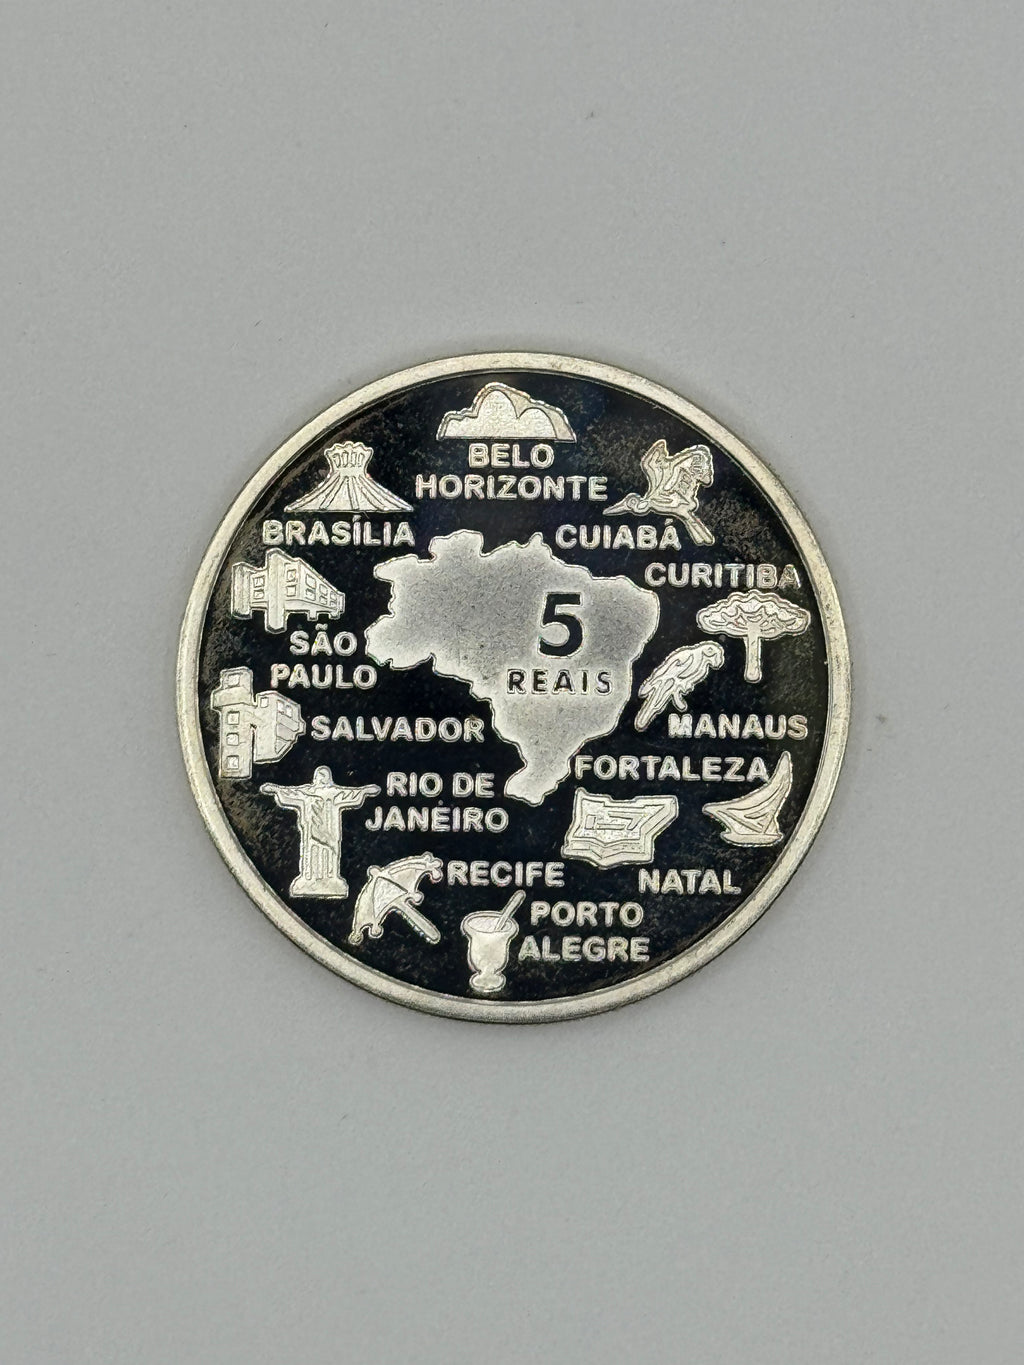 BELO
HORIZONTE
BRASÍLIA
CUIABÁ
CURITIBA
5
REAIS
SÃO
PAULO
SALVADOR
MANAUS
FORTALEZA
RIO DE
JANEIRO
RECIFE
NATAL
PORTO
ALEGRE